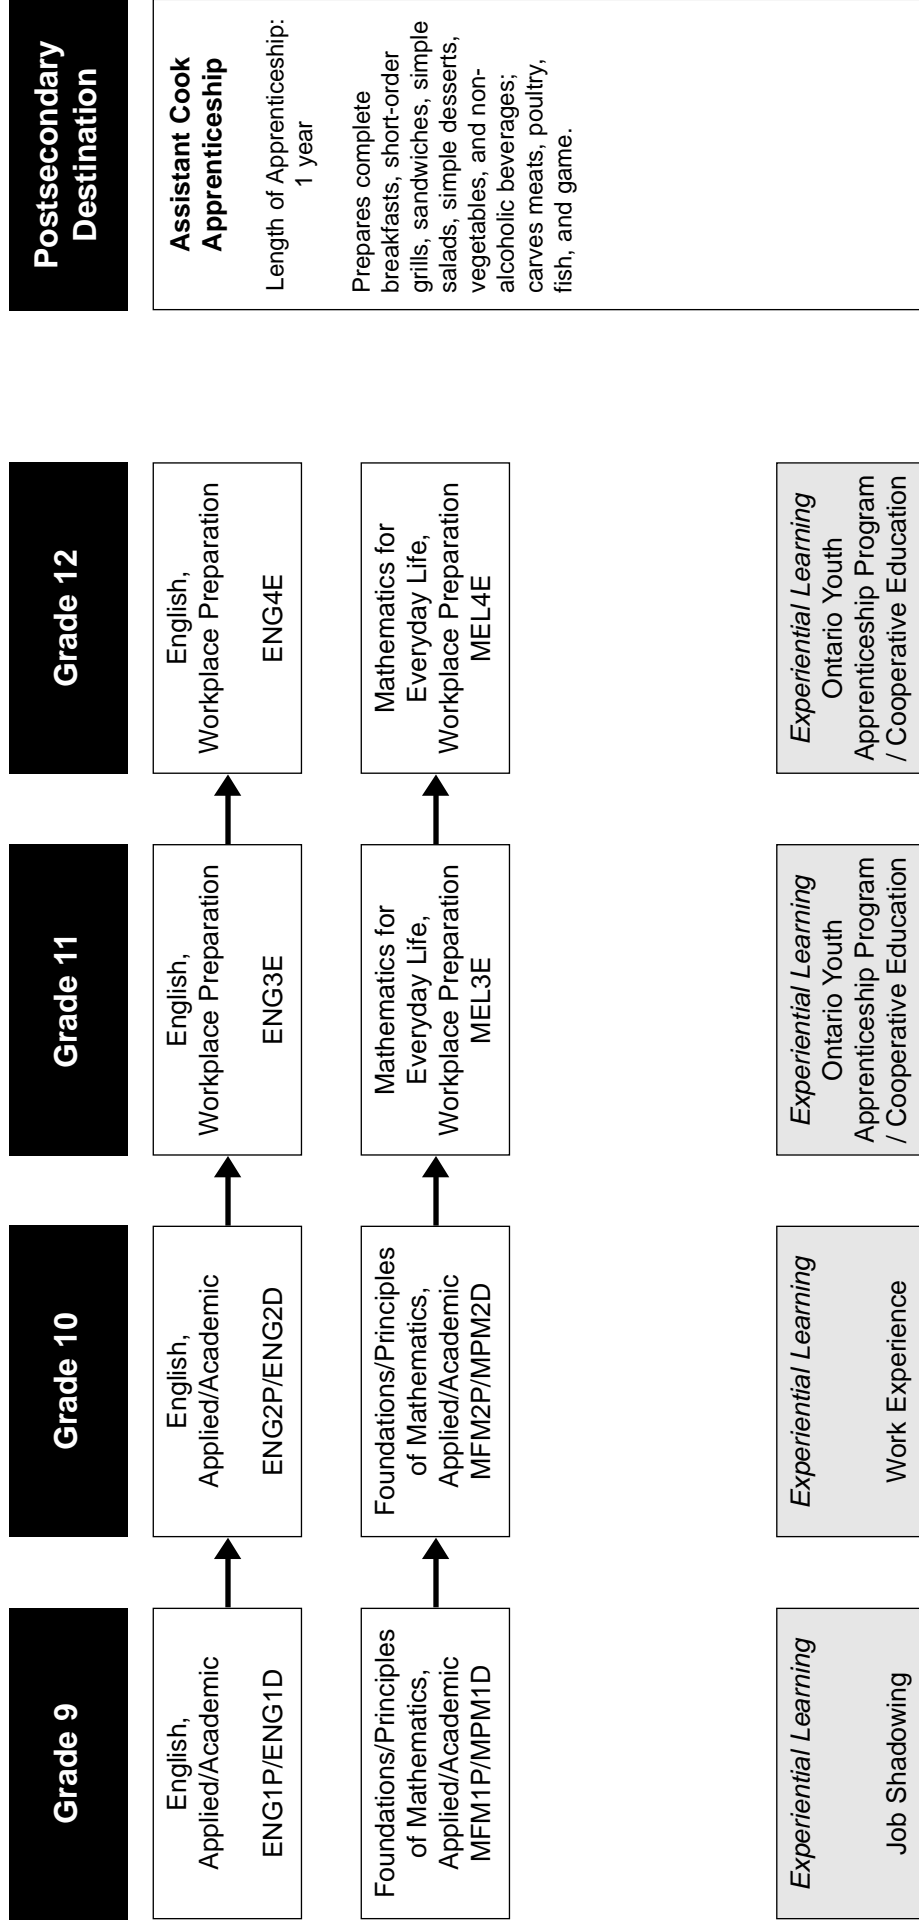 Grade 9
Grade 10
Grade 11
Grade 12
Postsecondary
Destination
English,
Applied/Academic
ENG1P/ENG1D
English,
Applied/Academic
ENG2P/ENG2D
English,
Workplace Preparation
ENG3E
English,
Workplace Preparation
ENG4E
Assistant Cook
Apprenticeship
Length of Apprenticeship:
1 year
Prepares complete
breakfasts, short-order
grills, sandwiches, simple
salads, simple desserts,
vegetables, and non-
alcoholic beverages;
carves meats, poultry,
fish, and game.
Foundations/Principles
of Mathematics,
Applied/Academic
MFM1P/MPM1D
Foundations/Principles
of Mathematics,
Applied/Academic
MFM2P/MPM2D
Mathematics for
Everyday Life,
Workplace Preparation
MEL3E
Mathematics for
Everyday Life,
Workplace Preparation
MEL4E
Experiential Learning
Job Shadowing
Experiential Learning
Work Experience
Experiential Learning
Ontario Youth
Apprenticeship Program
/ Cooperative Education
Experiential Learning
Ontario Youth
Apprenticeship Program
/ Cooperative Education